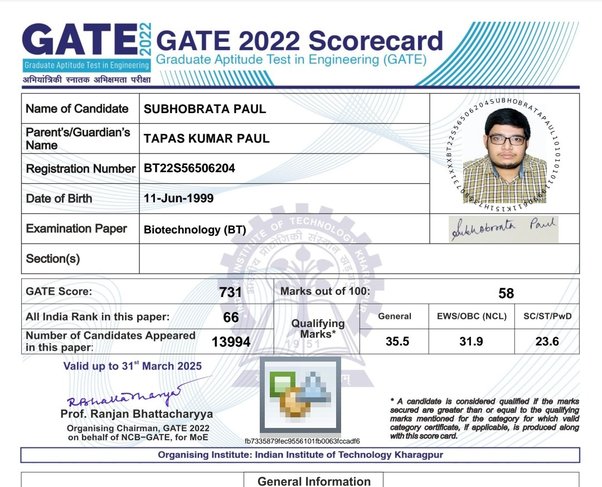 GATE 2022 GATE 2022 Scorecard
Graduate Aptitude Test in Engineering Graduate Aptitude Test in Engineering (GATE)
अभियांत्रिकी स्नातक अभिक्षमता परीक्षा
Name of Candidate SUBHOBRATA PAUL
Parent's/Guardian's
Name TAPAS KUMAR PAUL
Registration Number BT22S56506204
Date of Birth 11-Jun-1999
Examination Paper Biotechnology (BT)
Subhobrata Paul
Section(s)
GATE Score: 731 Marks out of 100: 58
All India Rank in this paper: 66
Qualifying
Marks* General EWS/OBC (NCL) SC/ST/PwD
Number of Candidates Appeared
in this paper: 13994 35.5 31.9 23.6
Valid up to 31st March 2025
RBhattacharyya
Prof. Ranjan Bhattacharyya
Organising Chairman, GATE 2022
on behalf of NCB-GATE, for MoE
fb7335879fec9556101fb0063fccadf6
* A candidate is considered qualified if the marks
secured are greater than or equal to the qualifying
marks mentioned for the category for which valid
category certificate, if applicable, is produced along
with this score card.
Organising Institute: Indian Institute of Technology Kharagpur
General Information